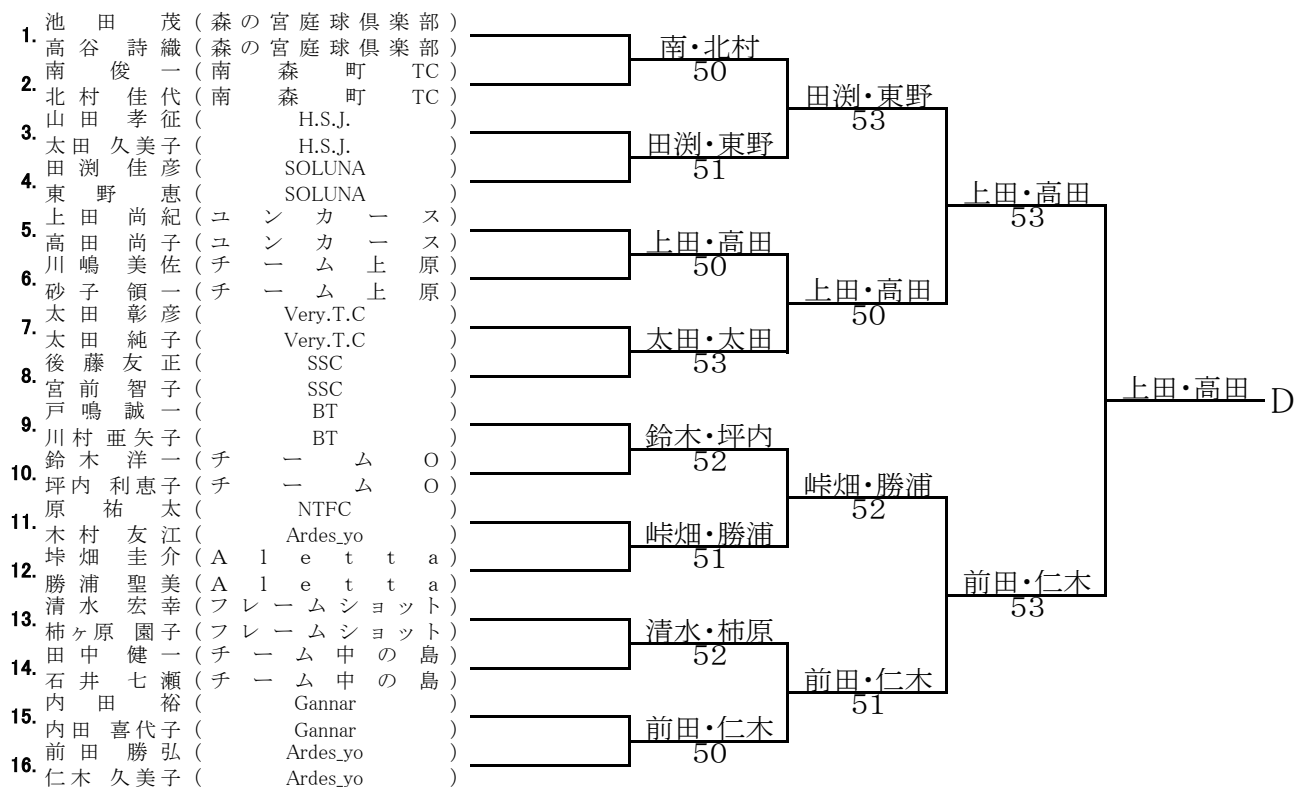 1.
池田 茂(森の宮庭球倶楽部)
高谷 詩織(森の宮庭球倶楽部)
2.
南 俊一(南森町TC)
北村 佳代(南森町TC)
3.
山田 孝征(H.S.J.)
太田 久美子(H.S.J.)
4.
田渕 佳彦(SOLUNA)
東野 恵(SOLUNA)
5.
上田 尚紀(ユンカース)
高田 尚子(ユンカース)
6.
川嶋 美佐(チーム上原)
砂子 領一(チーム上原)
7.
太田 彰彦(Very.T.C)
太田 純子(Very.T.C)
8.
後藤 友正(SSC)
宮前 智子(SSC)
9.
戸鳴 誠一(BT)
川村 亜矢子(BT)
10.
鈴木 洋一(チームO)
坪内 利恵子(チームO)
11.
原 祐太(NTFC)
木村 友江(Ardes_yo)
12.
垰畑 圭介(Aletta)
勝浦 聖美(Aletta)
13.
清水 宏幸(フレームショット)
柿ヶ原 園子(フレームショット)
14.
田中 健一(チーム中の島)
石井 七瀬(チーム中の島)
15.
内田 裕(Gannar)
内田 喜代子(Gannar)
16.
前田 勝弘(Ardes_yo)
仁木 久美子(Ardes_yo)
南・北村
50
田渕・東野
51
上田・高田
50
太田・太田
53
鈴木・坪内
52
峠畑・勝浦
51
清水・柿原
52
前田・仁木
50
田渕・東野
53
上田・高田
50
峠畑・勝浦
52
前田・仁木
51
上田・高田
53
前田・仁木
53
上田・高田
D